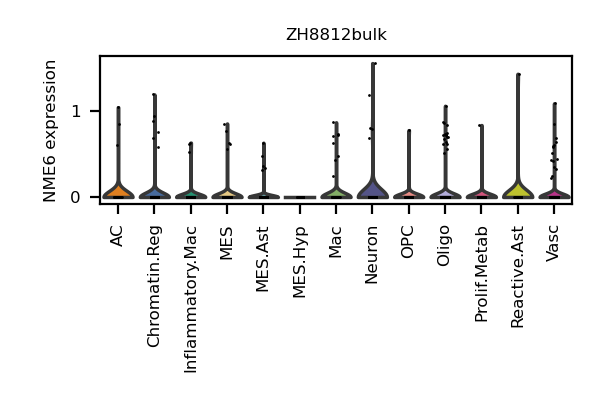 ZH8812bulk
NME6 expression
1
0
AC
Chromatin.Reg
Inflammatory.Mac
MES
MES.Ast
MES.Hyp
Mac
Neuron
OPC
Oligo
Prolif.Metab
Reactive.Ast
Vasc